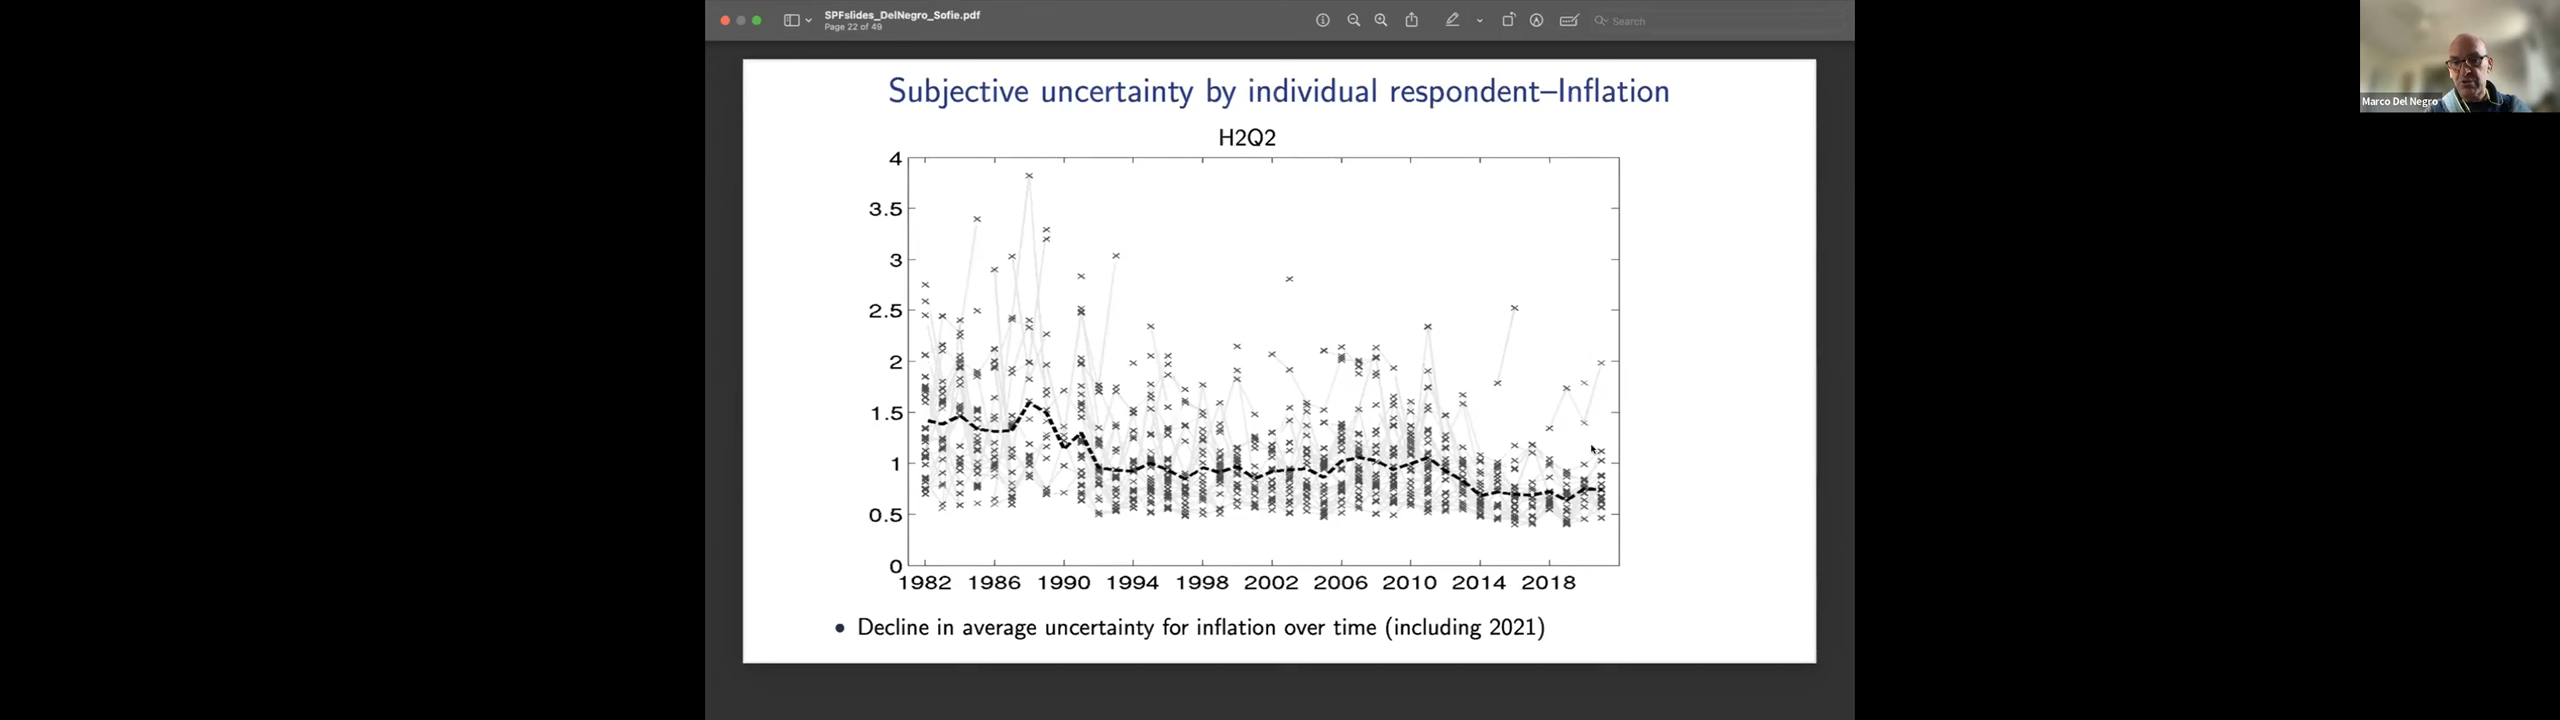 SPFslides_DelNegro_Sofie.pdf
Page 22 of 49
Search
Marco Del Negro
Subjective uncertainty by individual respondent–Inflation
H2Q2
4
3.5
3
2.5
2
1.5
1
0.5
0
1982 1986 1990 1994 1998 2002 2006 2010 2014 2018
• Decline in average uncertainty for inflation over time (including 2021)